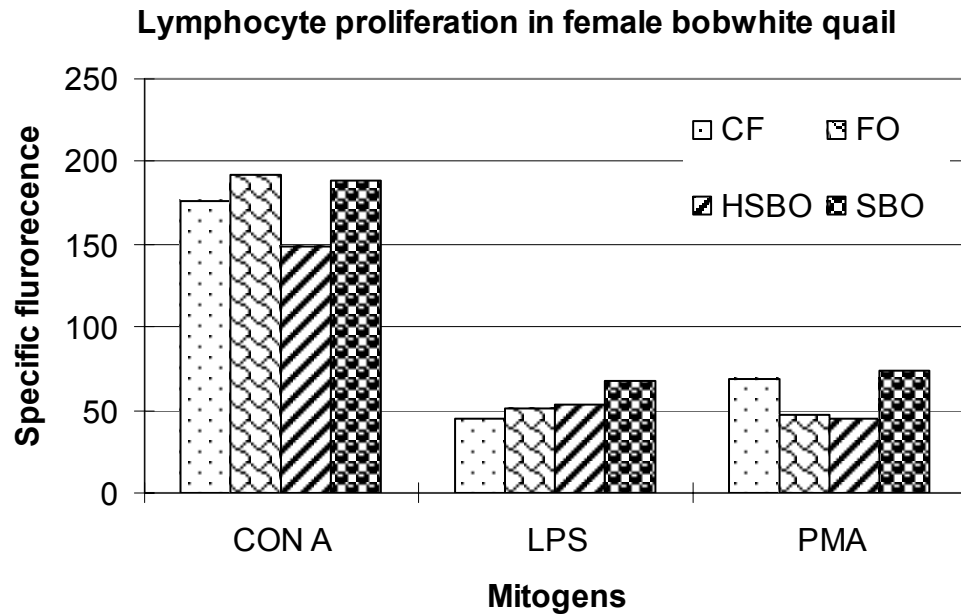 Lymphocyte proliferation in female bobwhite quail
Specific flurorecence
250
200
150
100
50
0
CF FO
HSBO SBO
CON A LPS PMA
Mitogens